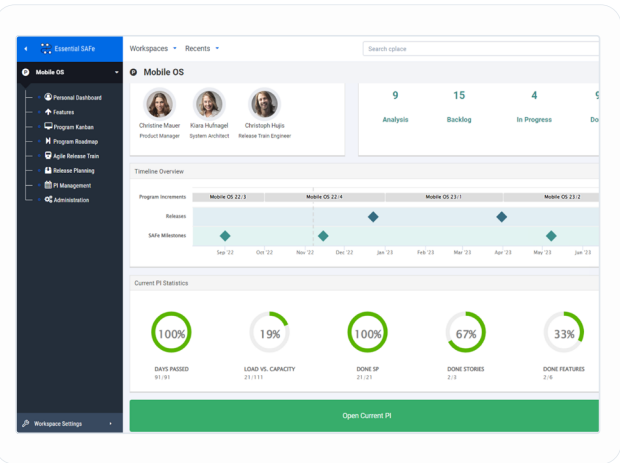 Essential SAFe
Workspaces Recents
Search cplace
Mobile OS
Personal Dashboard
Features
Program Kanban
Program Roadmap
Agile Release Train
Release Planning
PI Management
Administration
Workspace Settings
Mobile OS
Christine Mauer
Product Manager
Kiara Hufnagel
System Architect
Christoph Hujis
Release Train Engineer
9 15 4 9
Analysis Backlog In Progress Do
Timeline Overview
Program Increments Mobile OS 22/3 Mobile OS 22/4 Mobile OS 23/1 Mobile OS 23/2
Releases
SAFe Milestones
Sep '22 Oct '22 Nov '22 Dec '22 Jan '23 Feb '23 Mar '23 Apr '23 May '23 Jun '23
Current PI Statistics
100% 19% 100% 67% 33%
DAYS PASSED LOAD VS. CAPACITY DONE SP DONE STORIES DONE FEATURES
91/91 21/111 21/21 2/3 2/6
Open Current PI